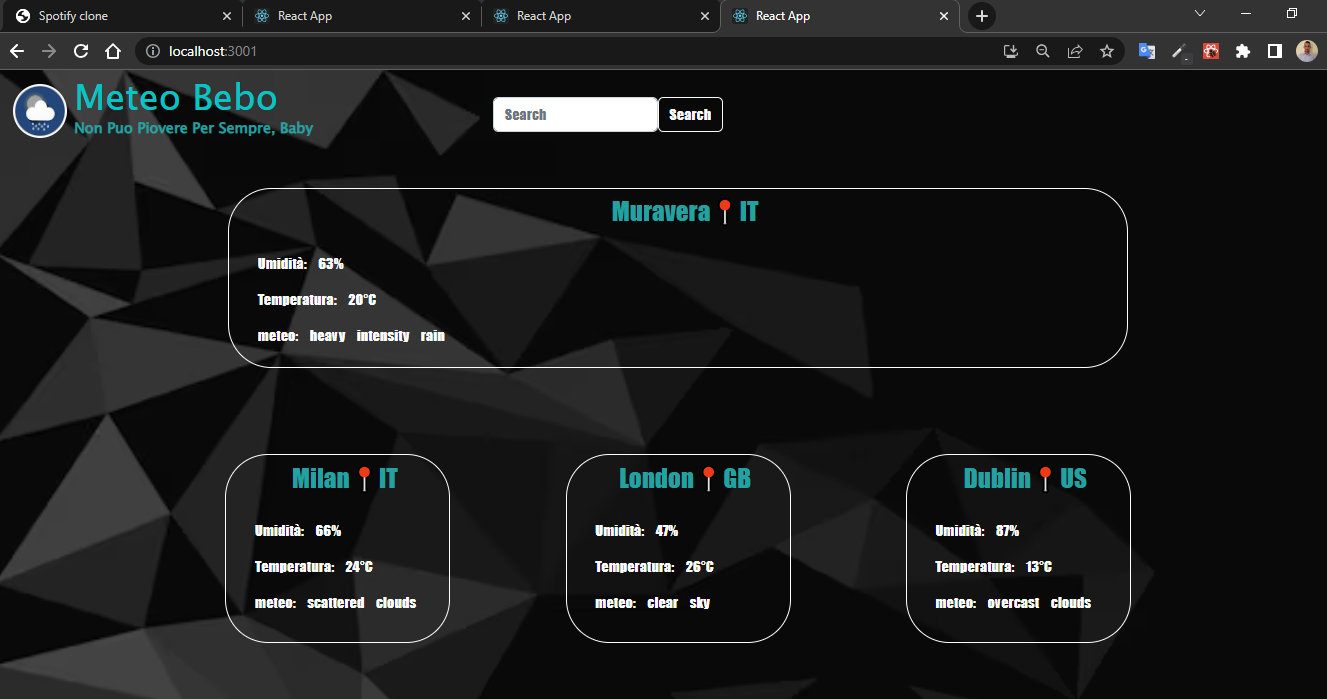 Spotify clone
React App
React App
React App
localhost:3001
Meteo Bebo
Non Puo Piovere Per Sempre, Baby
Search
Search
Muravera📍IT
Umidità: 63%
Temperatura: 20°C
meteo: heavy intensity rain
Milan📍IT
Umidità: 66%
Temperatura: 24°C
meteo: scattered clouds
London📍GB
Umidità: 47%
Temperatura: 26°C
meteo: clear sky
Dublin📍US
Umidità: 87%
Temperatura: 13°C
meteo: overcast clouds